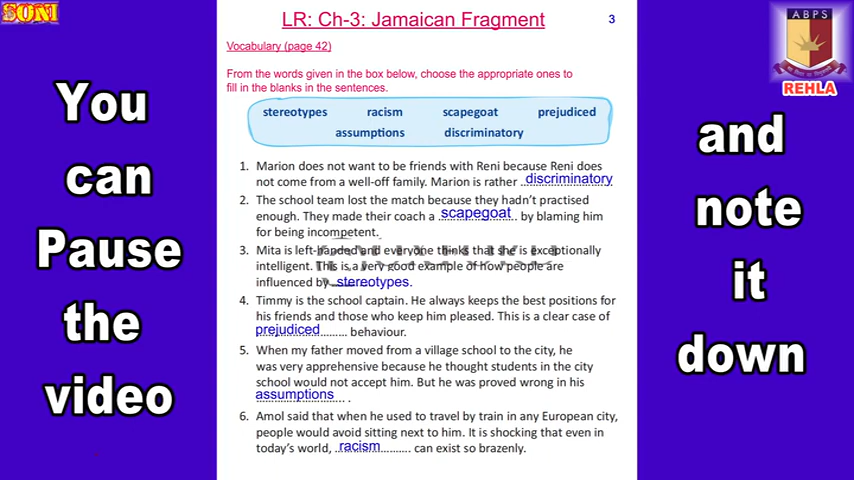 SONI
LR: Ch-3: Jamaican Fragment
3
ABPS
REHLA
Vocabulary (page 42)
From the words given in the box below, choose the appropriate ones to
fill in the blanks in the sentences.
stereotypes racism scapegoat prejudiced
assumptions discriminatory
1. Marion does not want to be friends with Reni because Reni does
not come from a well-off family. Marion is rather discriminatory
2. The school team lost the match because they hadn't practised
enough. They made their coach a scapegoat by blaming him
for being incompetent.
3. Mita is left-handed and everyone thinks that she is exceptionally
intelligent. This is a very good example of how people are
influenced by stereotypes.
4. Timmy is the school captain. He always keeps the best positions for
his friends and those who keep him pleased. This is a clear case of
prejudiced......... behaviour.
5. When my father moved from a village school to the city, he
was very apprehensive because he thought students in the city
school would not accept him. But he was proved wrong in his
assumptions .
6. Amol said that when he used to travel by train in any European city,
people would avoid sitting next to him. It is shocking that even in
today's world, racism.......... can exist so brazenly.
You
can
Pause
the
video
and
note
it
down